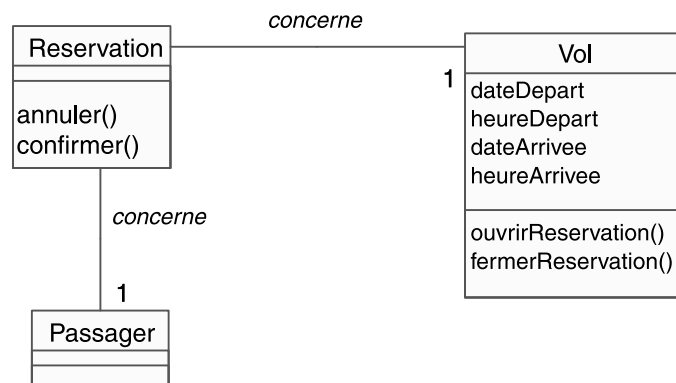 concerne
Reservation
Vol
1
annuler()
confirmer()
dateDepart
heureDepart
dateArrivee
heureArrivee
concerne
ouvrirReservation()
fermerReservation()
1
Passager